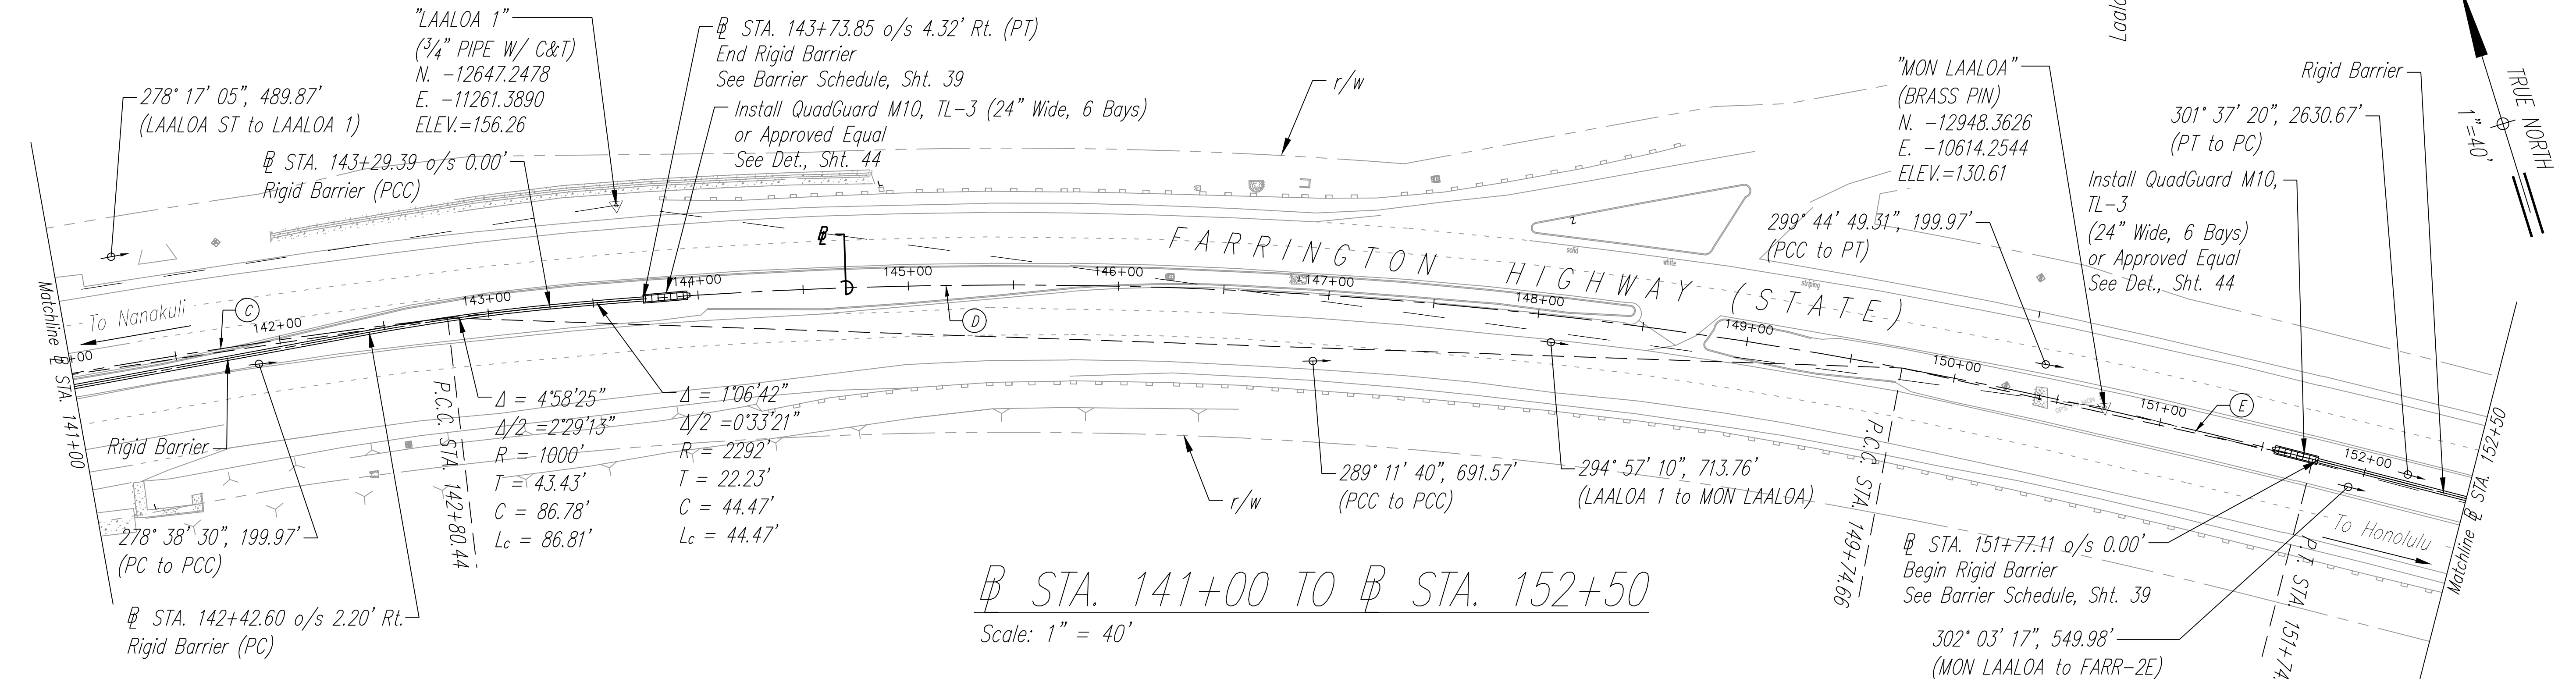 "LAALOA 1"
(3/4" PIPE W/ C&T)
N. -12647.2478
E. -11261.3890
ELEV.=156.26
℄ STA. 143+73.85 o/s 4.32' Rt. (PT)
End Rigid Barrier
See Barrier Schedule, Sht. 39
Install QuadGuard M10, TL-3 (24" Wide, 6 Bays)
or Approved Equal
See Det., Sht. 44
278° 17' 05", 489.87'
(LAALOA ST to LAALOA 1)
℄ STA. 143+29.39 o/s 0.00'
Rigid Barrier (PCC)
r/w
"MON LAALOA"
(BRASS PIN)
N. -12948.3626
E. -10614.2544
ELEV.=130.61
Rigid Barrier
301° 37' 20", 2630.67'
(PT to PC)
Install QuadGuard M10,
TL-3
(24" Wide, 6 Bays)
or Approved Equal
See Det., Sht. 44
299° 44' 49.31", 199.97'
(PCC to PT)
TRUE NORTH
1"=40'
FARRINGTON HIGHWAY (STATE)
solid
white
striping
To Nanakuli
C
D
E
+00
142+00
143+00
144+00
145+00
146+00
147+00
148+00
149+00
150+00
151+00
152+00
Matchline ℄ STA. 141+00
Rigid Barrier
P.C.C. STA. 142+80.44
Δ = 4°58'25"
Δ/2 =2°29'13"
R = 1000'
T = 43.43'
C = 86.78'
Lc = 86.81'
Δ = 1°06'42"
Δ/2 =0°33'21"
R = 2292'
T = 22.23'
C = 44.47'
Lc = 44.47'
r/w
289° 11' 40", 691.57'
(PCC to PCC)
294° 57' 10", 713.76'
(LAALOA 1 to MON LAALOA)
P.C.C. STA. 149+74.66
278° 38' 30", 199.97'
(PC to PCC)
℄ STA. 142+42.60 o/s 2.20' Rt.
Rigid Barrier (PC)
℄ STA. 151+77.11 o/s 0.00'
Begin Rigid Barrier
See Barrier Schedule, Sht. 39
302° 03' 17", 549.98'
(MON LAALOA to FARR-2E)
P.T. STA. 151+74.
To Honolulu
Matchline ℄ STA. 152+50
℄ STA. 141+00 TO ℄ STA. 152+50
Scale: 1" = 40'